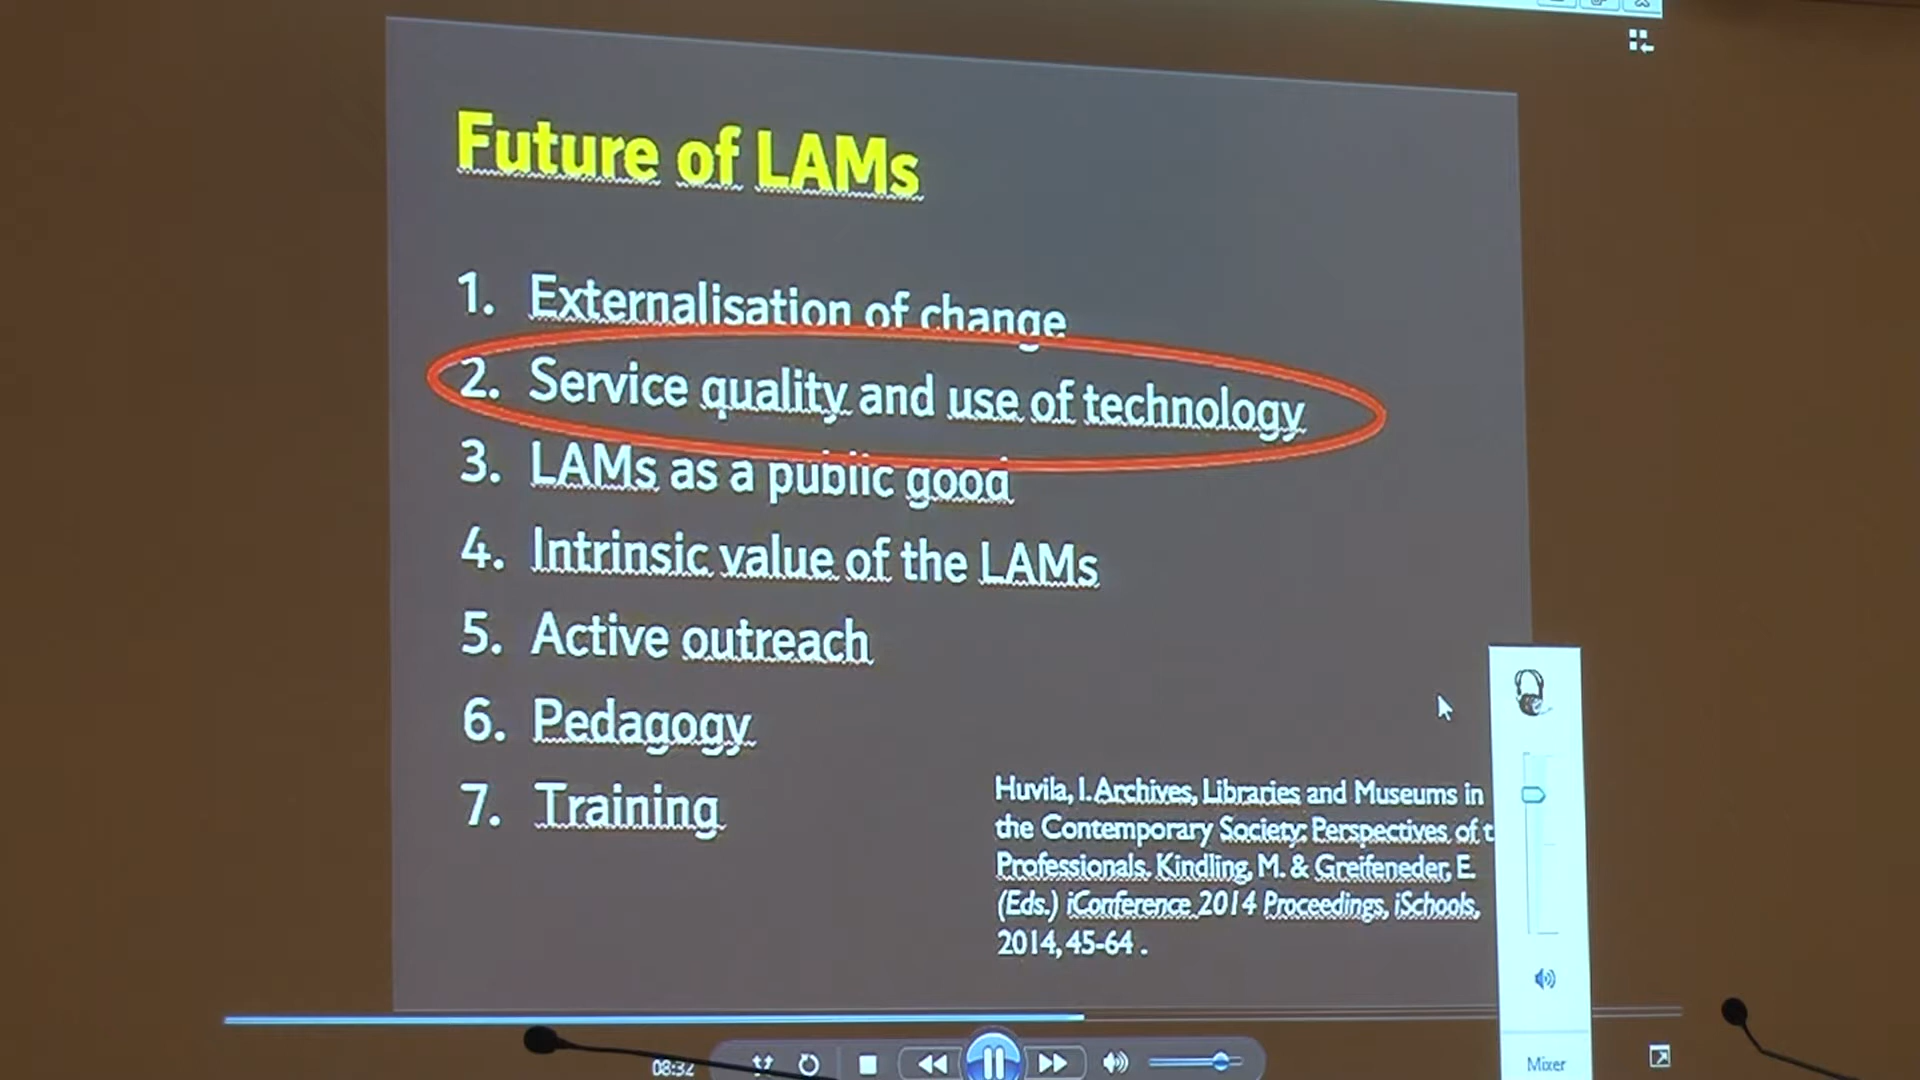 Future of LAMs
1. Externalisation of change
2. Service quality and use of technology
3. LAMs as a public good
4. Intrinsic value of the LAMs
5. Active outreach
6. Pedagogy
7. Training
Huvila, I. Archives, Libraries and Museums in
the Contemporary Society: Perspectives of t
Professionals. Kindling, M. & Greifeneder, E.
(Eds.) iConference 2014 Proceedings, iSchools,
2014, 45-64 .
08:32
Mixer